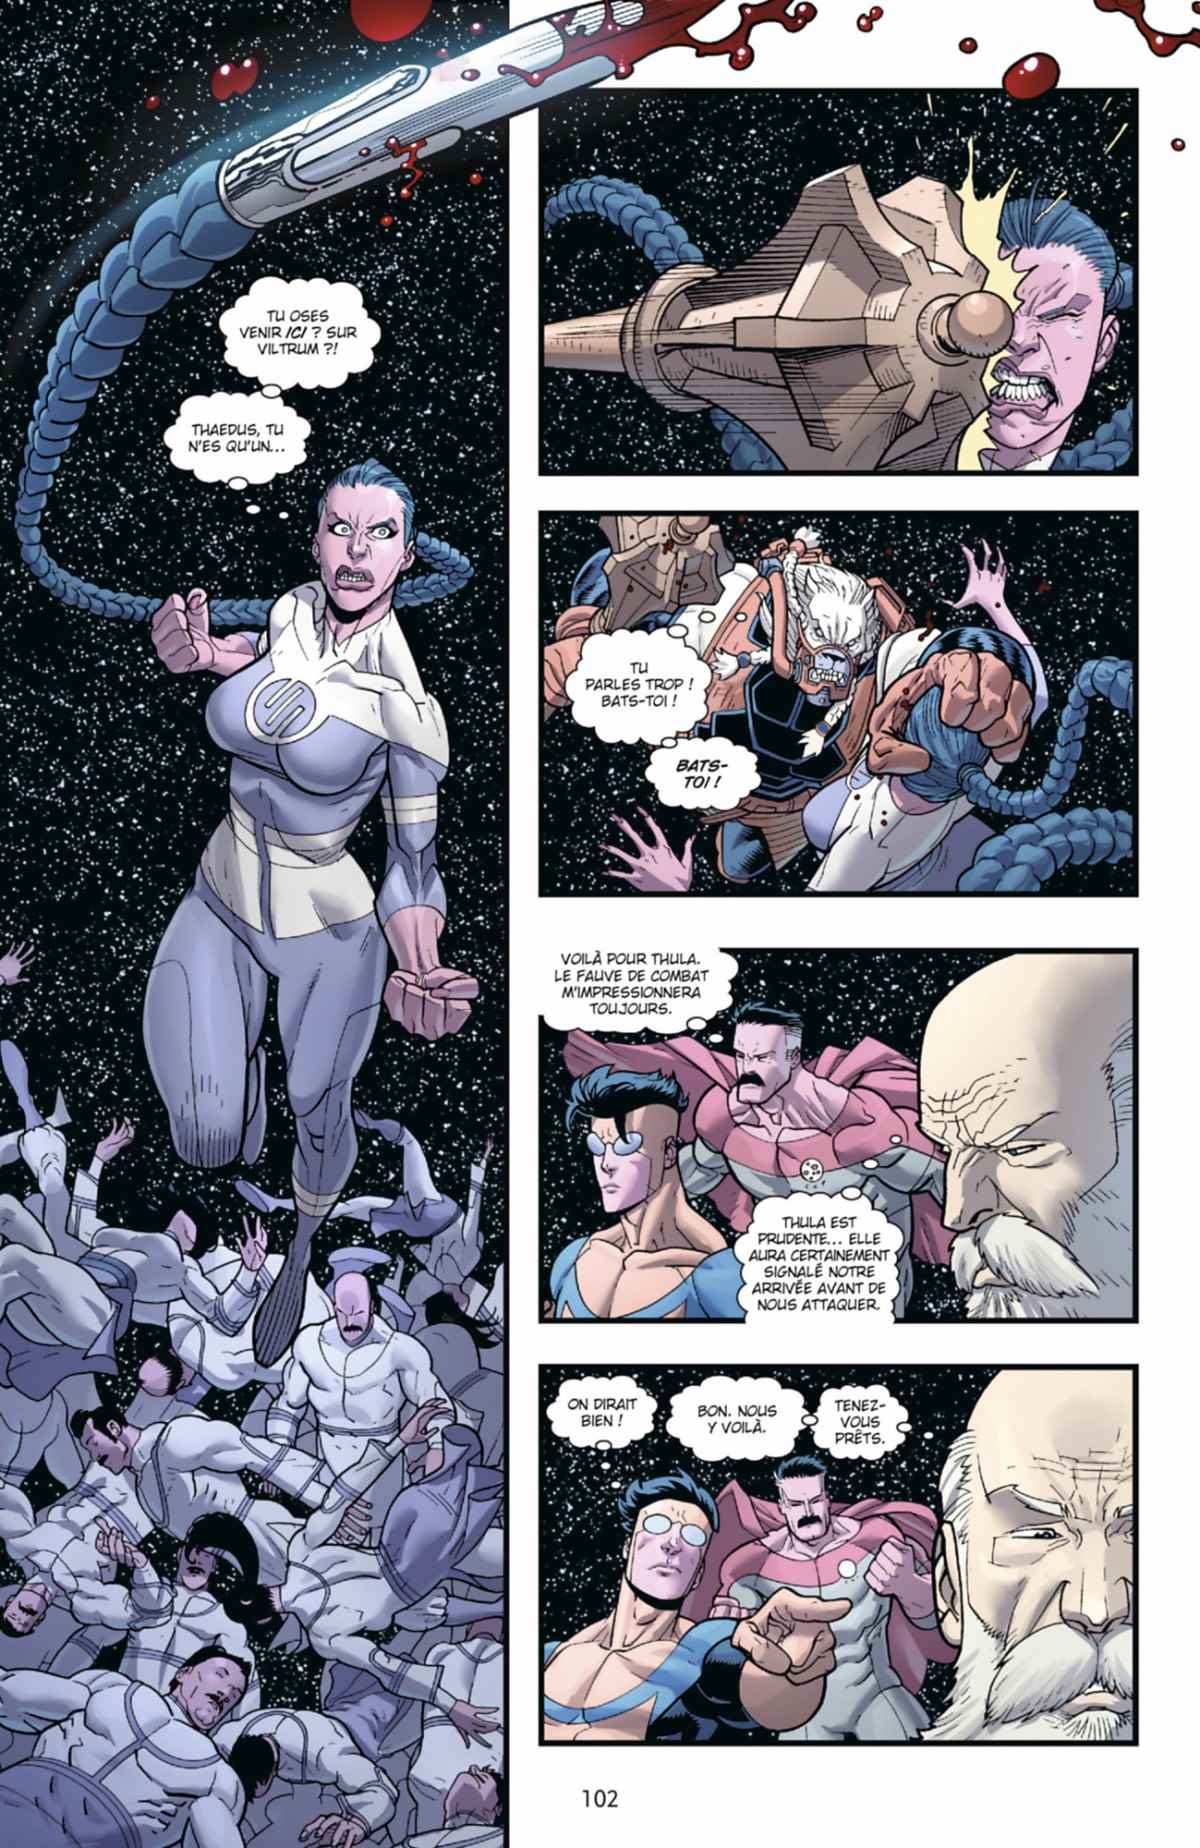 TU OSES
VENIR ICI ? SUR
VILTRUM ?!
THAEDUS, TU
N'ES QU'UN...
TU
PARLES TROP !
BATS-TOI !
BATS-
TOI !
VOILÀ POUR THULA.
LE FAUVE DE COMBAT
M'IMPRESSIONNERA
TOUJOURS.
THULA EST
PRUDENTE... ELLE
AURA CERTAINEMENT
SIGNALÉ NOTRE
ARRIVÉE AVANT DE
NOUS ATTAQUER.
ON DIRAIT
BIEN !
BON. NOUS
Y VOILÀ.
TENEZ-
VOUS
PRÊTS.
102